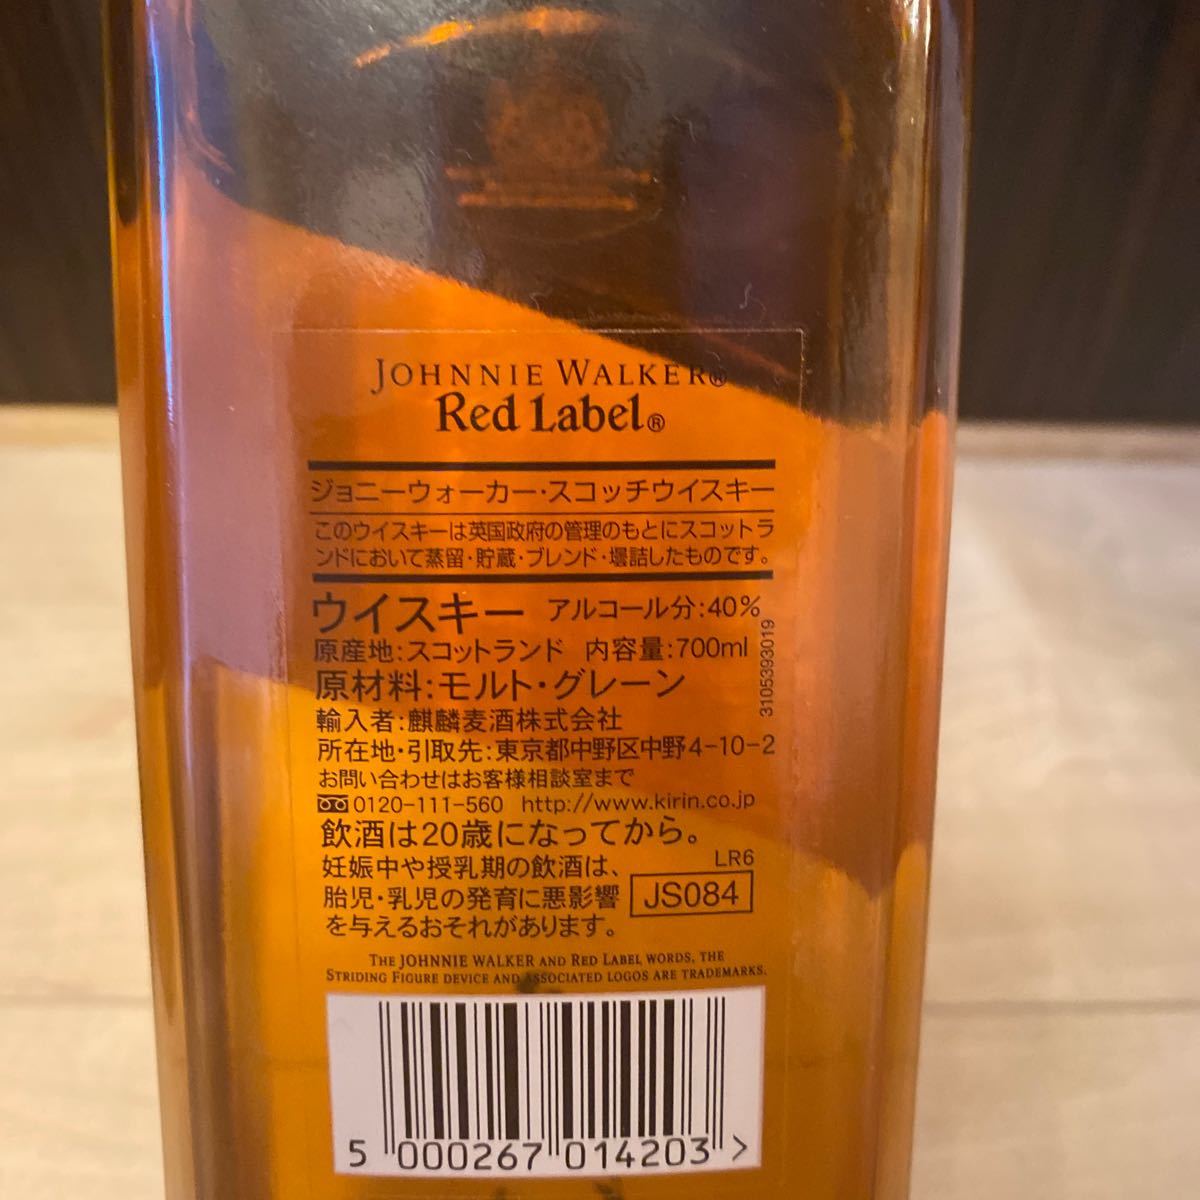 JOHNNIE WALKER®
Red Label®
ジョニーウォーカー・スコッチウイスキー
このウイスキーは英国政府の管理のもとにスコットラ
ンドにおいて蒸留・貯蔵・ブレンド・壜詰したものです。
ウイスキー アルコール分:40%
原産地:スコットランド 内容量:700ml
原材料:モルト・グレーン
輸入者:麒麟麦酒株式会社
所在地・引取先:東京都中野区中野4-10-2
お問い合わせはお客様相談室まで
0120-111-560 http://www.kirin.co.jp
飲酒は20歳になってから。
妊娠中や授乳期の飲酒は、
胎児・乳児の発育に悪影響
を与えるおそれがあります。
LR6
JS084
3105393019
THE JOHNNIE WALKER AND RED LABEL WORDS, THE
STRIDING FIGURE DEVICE AND ASSOCIATED LOGOS ARE TRADEMARKS.
5 000267 014203 >